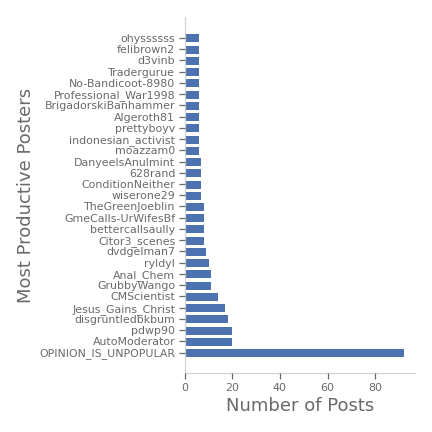 ohyssssss
felibrown2
d3vinb
Tradergurue
No-Bandicoot-8980
Professional_War1998
BrigadorskiBanhammer
Algeroth81
prettyboyv
indonesian_activist
moazzam0
DanyeelsAnulmint
628rand
ConditionNeither
wiserone29
TheGreenJoeblin
GmeCalls-UrWifesBf
bettercallsaully
Citor3_scenes
dvdgelman7
ryldyl
Anal_Chem
GrubbyWango
CMScientist
Jesus_Gains_Christ
disgruntledbkbum
pdwp90
AutoModerator
OPINION_IS_UNPOPULAR
Most Productive Posters
0 20 40 60 80
Number of Posts